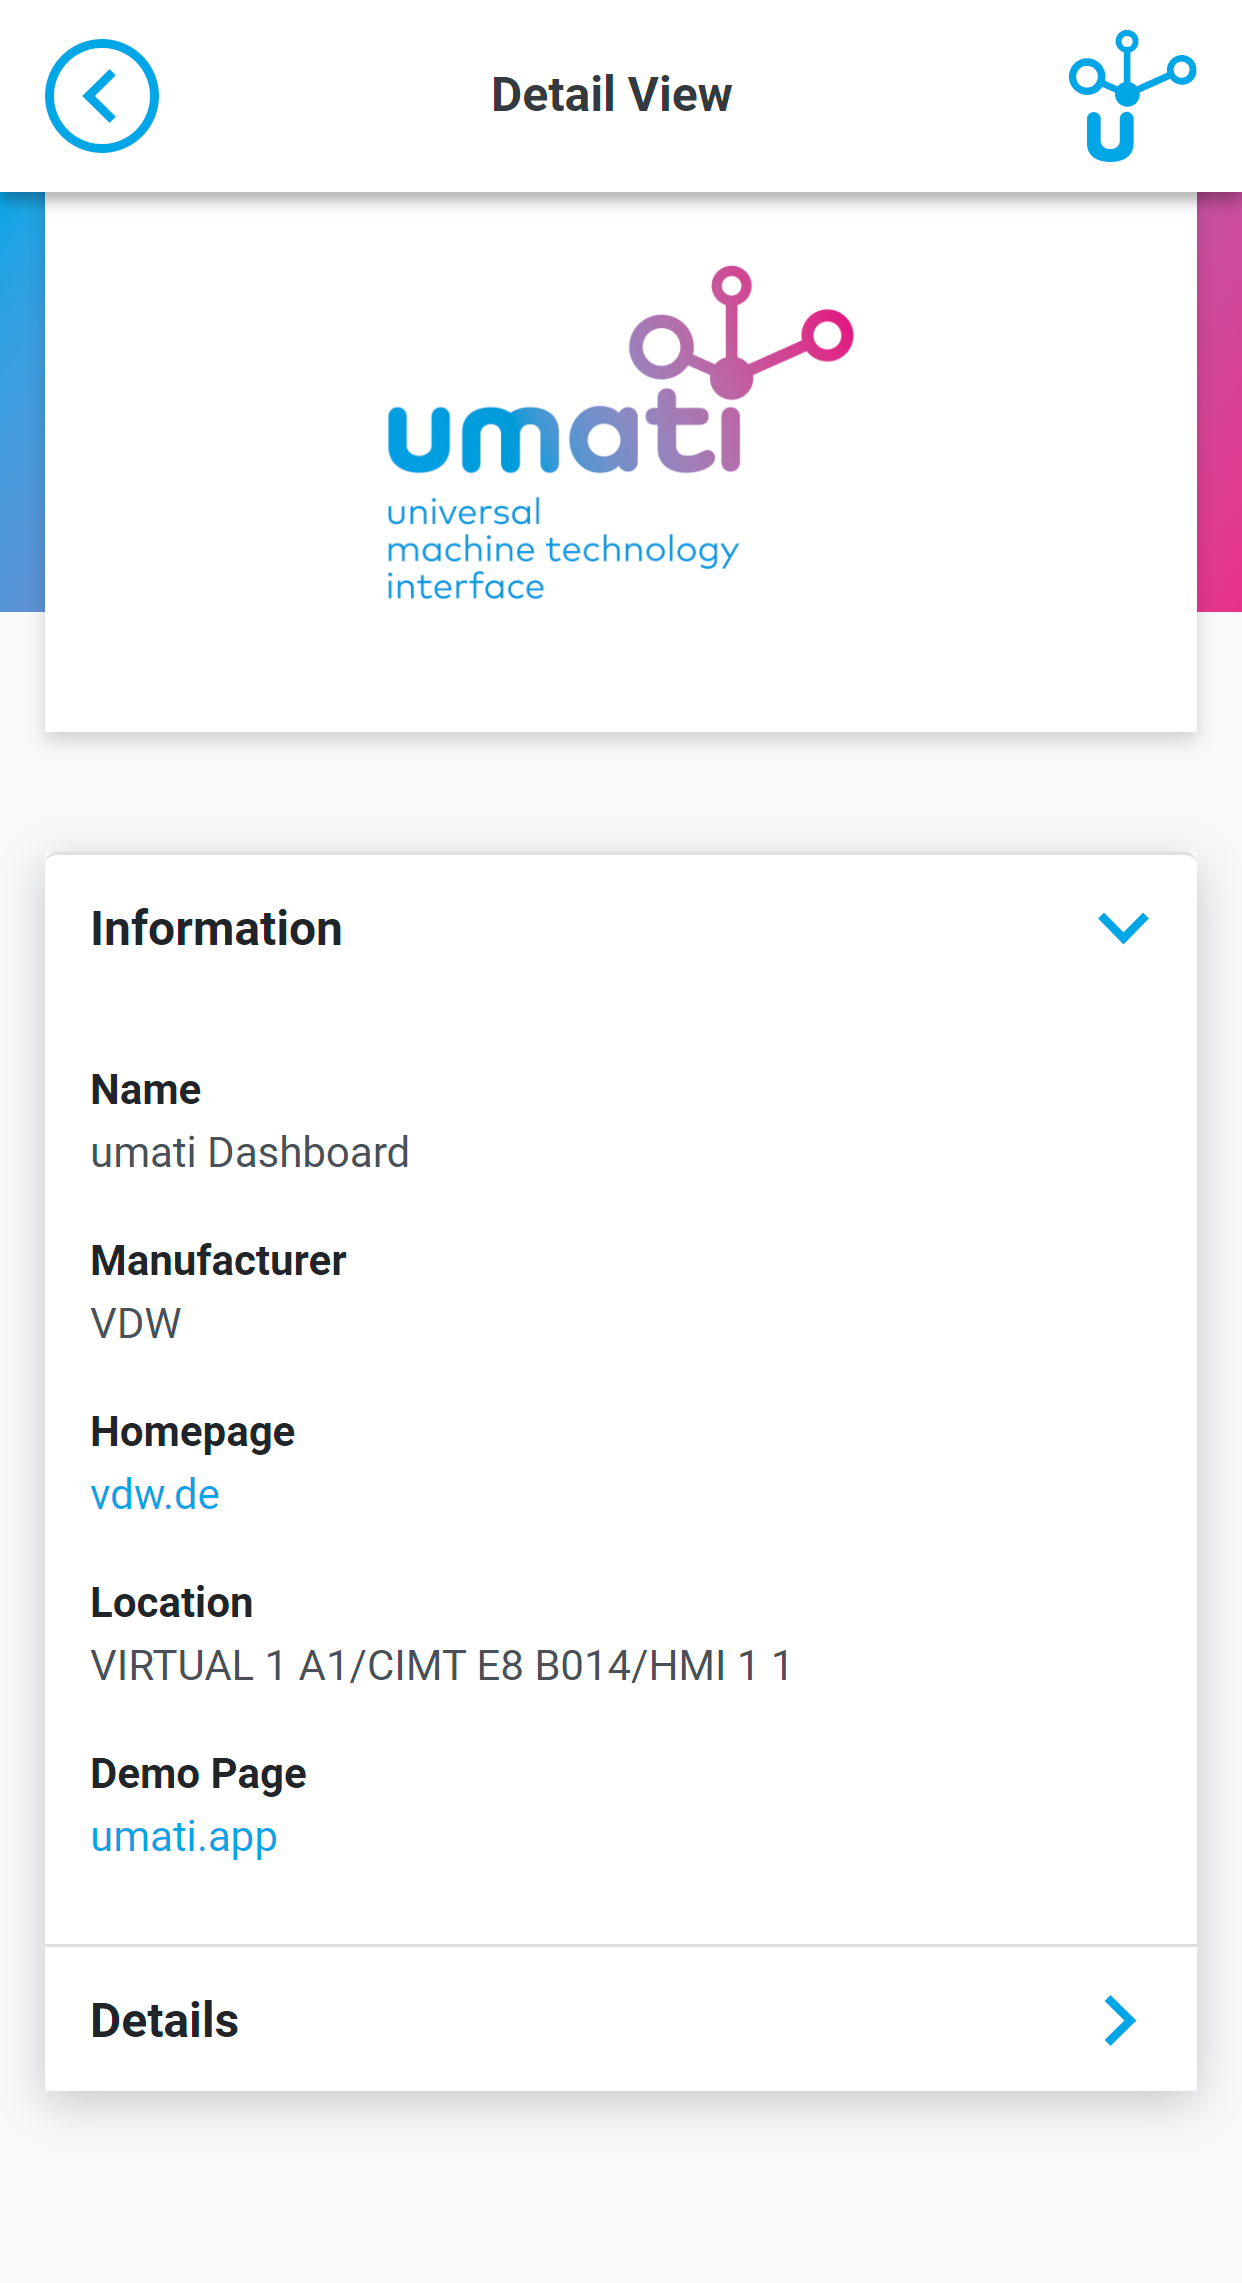 Detail View
u
umati
universal
machine technology
interface
Information
Name
umati Dashboard
Manufacturer
VDW
Homepage
vdw.de
Location
VIRTUAL 1 A1/CIMT E8 B014/HMI 1 1
Demo Page
umati.app
Details